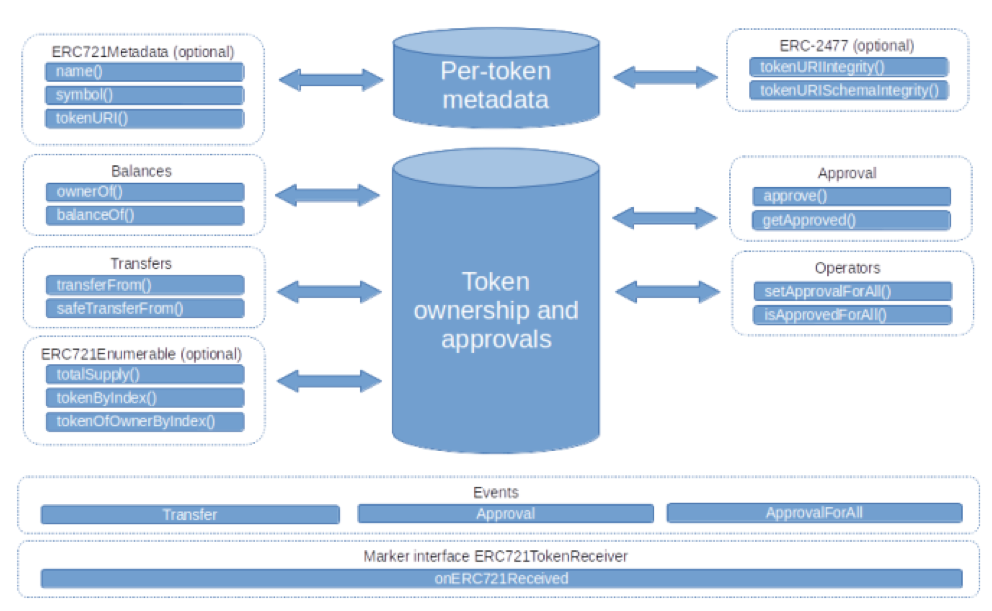 ERC721Metadata (optional)
name()
symbol()
tokenURI()
Per-token
metadata
ERC-2477 (optional)
tokenURIIntegrity()
tokenURISchemaIntegrity()
Balances
ownerOf()
balanceOf()
Transfers
transferFrom()
safeTransferFrom()
ERC721Enumerable (optional)
totalSupply()
tokenByIndex()
tokenOfOwnerByIndex()
Token
ownership and
approvals
Approval
approve()
getApproved()
Operators
setApprovalForAll()
isApprovedForAll()
Events
Transfer
Approval
ApprovalForAll
Marker interface ERC721TokenReceiver
onERC721Received